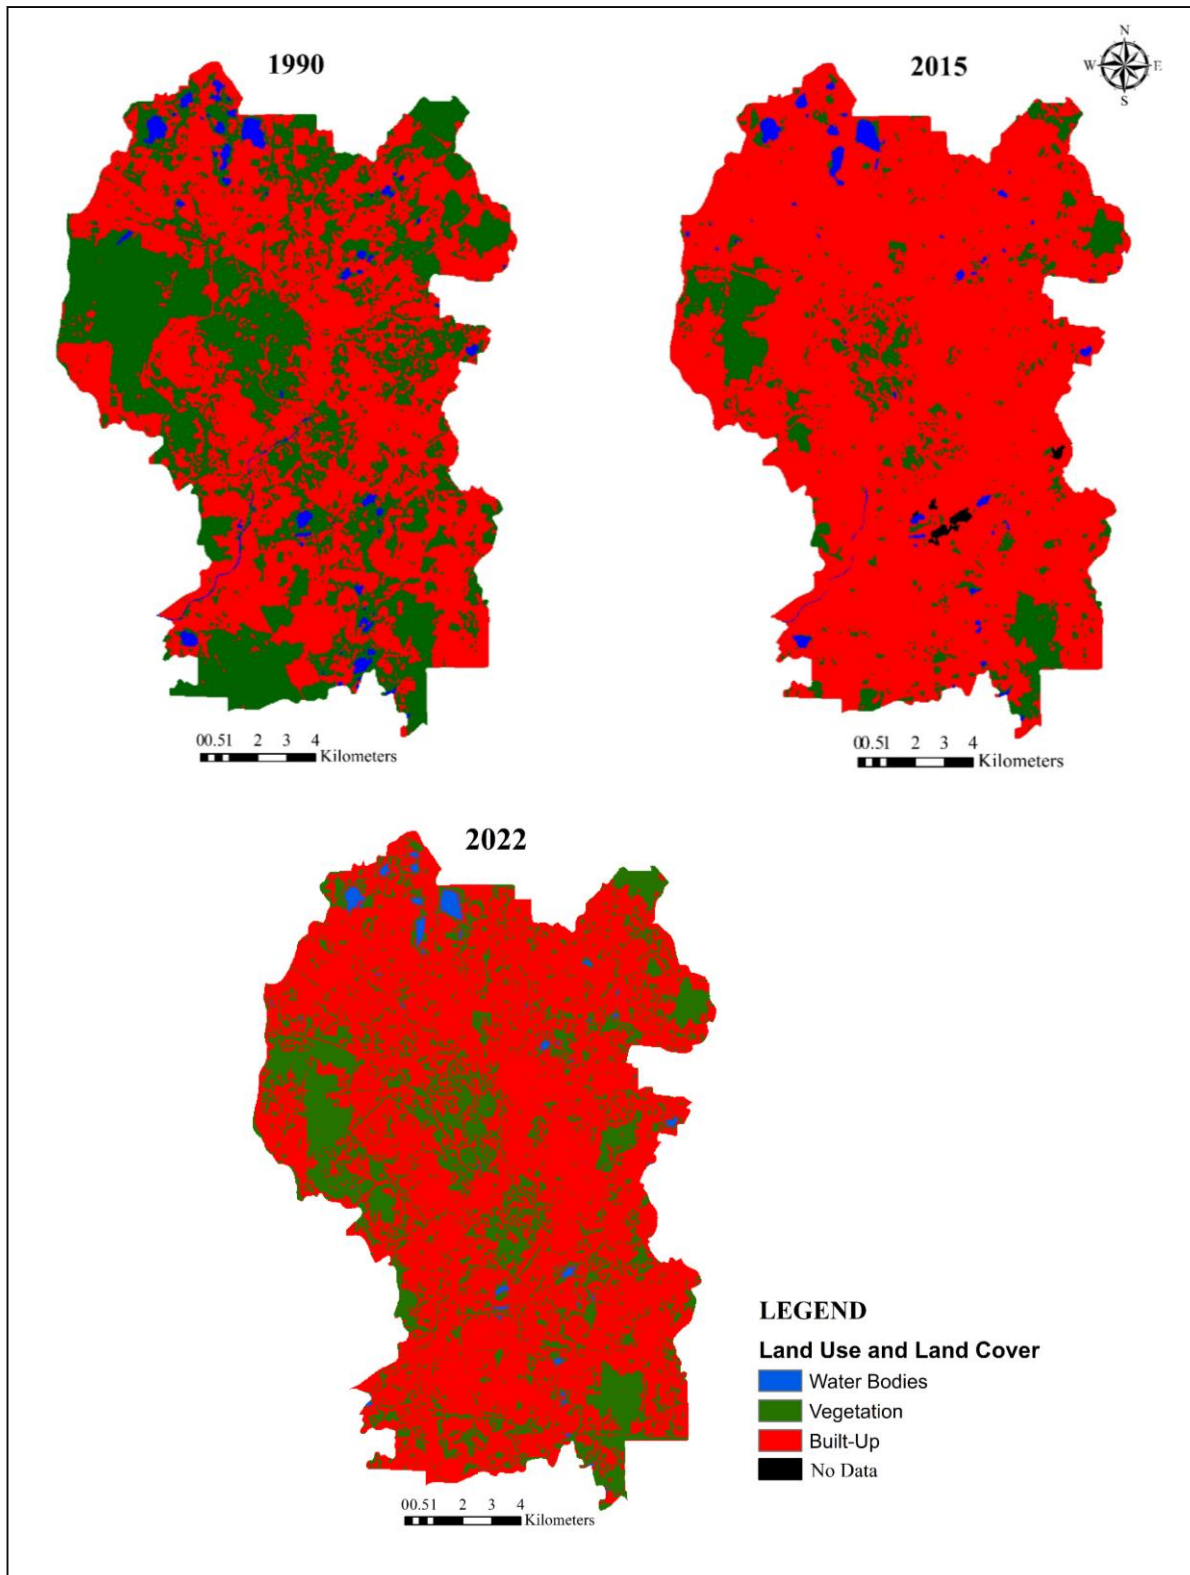 1990
2015
N
W E
S
00.51 2 3 4
Kilometers
00.51 2 3 4
Kilometers
2022
LEGEND
Land Use and Land Cover
Water Bodies
Vegetation
Built-Up
No Data
00.51 2 3 4
Kilometers